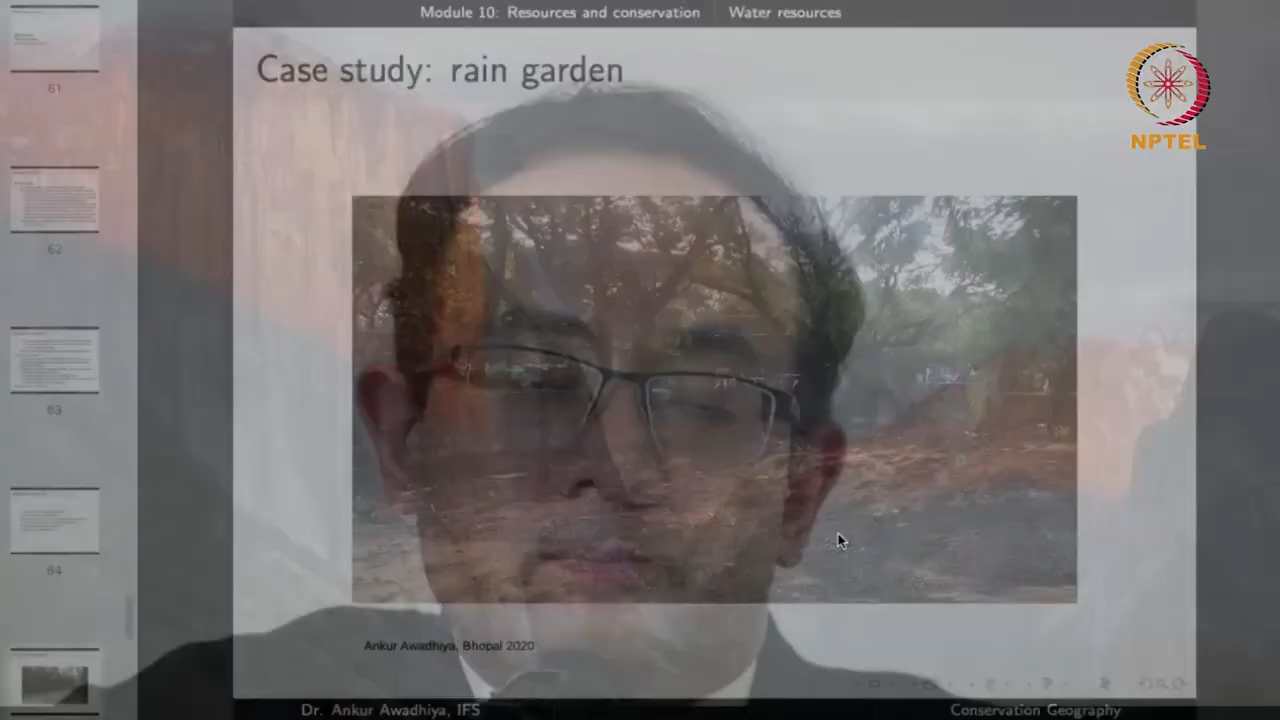 Module 10: Resources and conservation Water resources
Case study: rain garden
NPTEL
61
62
63
64
Ankur Awadhiya, Bhopal 2020
Dr. Ankur Awadhiya, IFS Conservation Geography